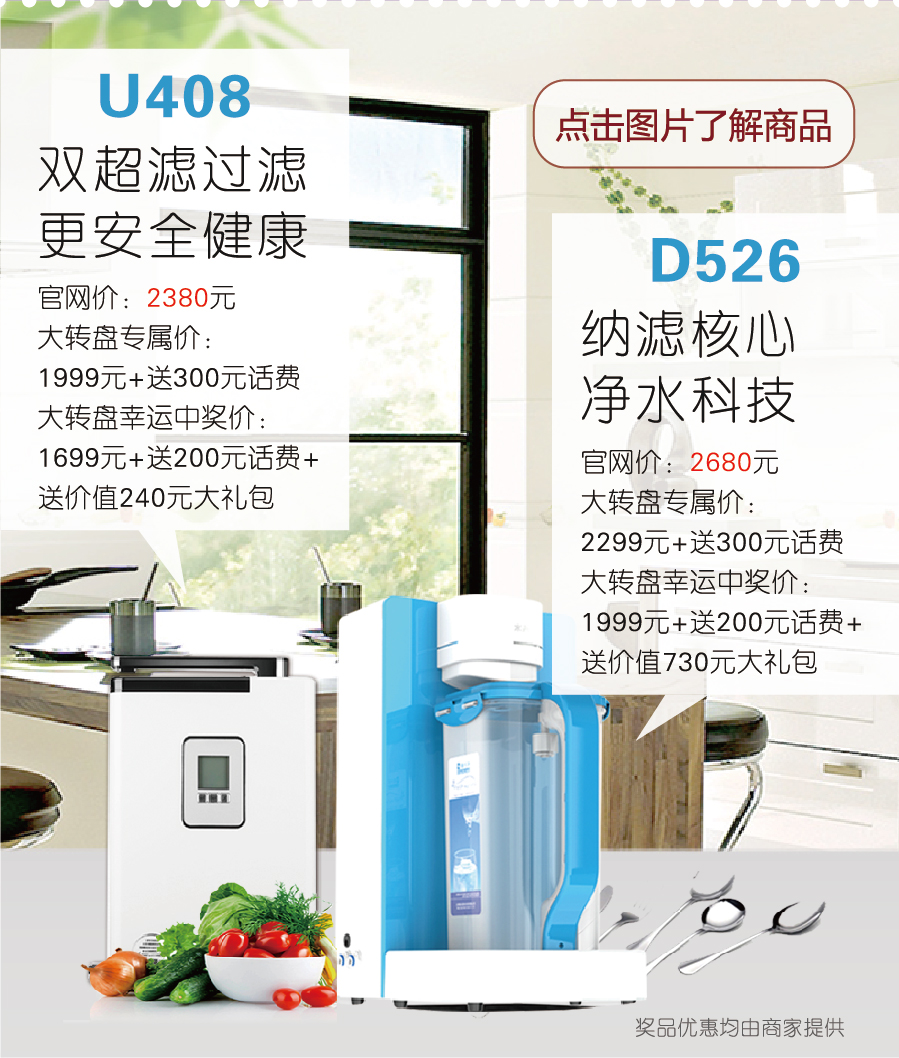 U408
双超滤过滤
更安全健康
官网价：2380元
大转盘专属价：
1999元+送300元话费
大转盘幸运中奖价：
1699元+送200元话费+
送价值240元大礼包
点击图片了解商品
D526
纳滤核心
净水科技
官网价：2680元
大转盘专属价：
2299元+送300元话费
大转盘幸运中奖价：
1999元+送200元话费+
送价值730元大礼包
奖品优惠均由商家提供